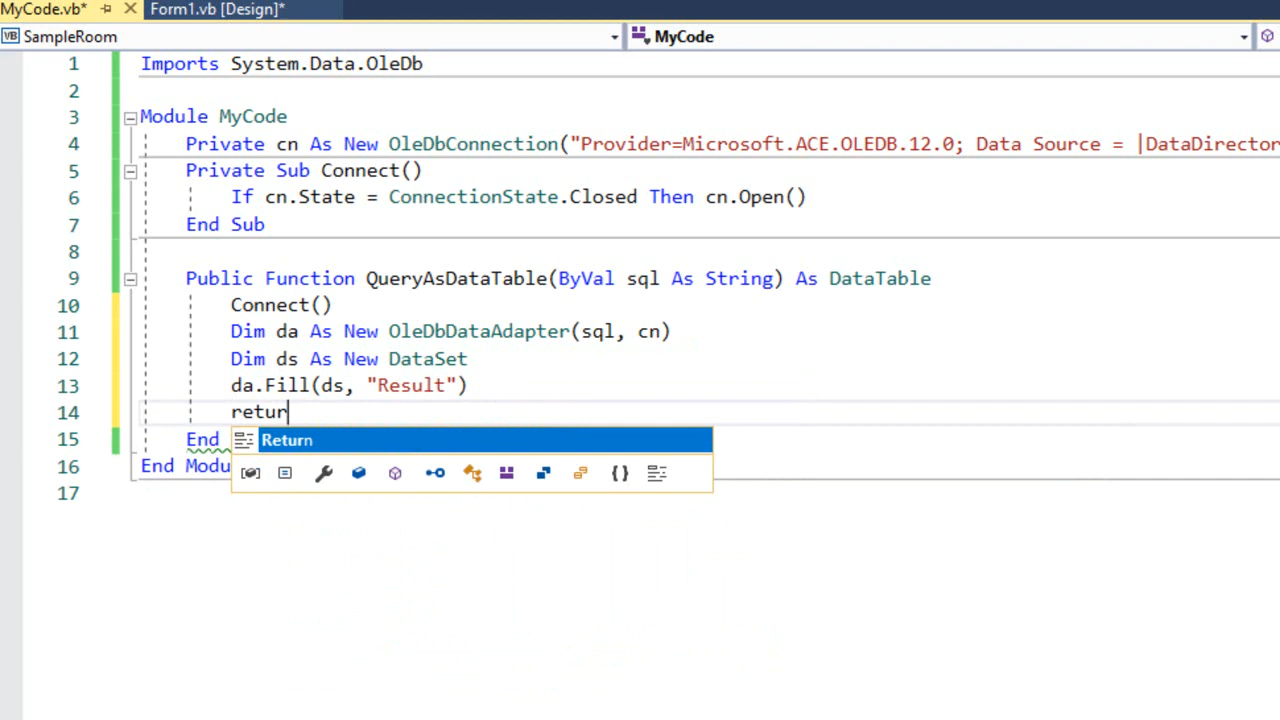 MyCode.vb* Form1.vb [Design]*
VB SampleRoom MyCode
1 Imports System.Data.OleDb
2
3 Module MyCode
4 Private cn As New OleDbConnection("Provider=Microsoft.ACE.OLEDB.12.0; Data Source = |DataDirector
5 Private Sub Connect()
6 If cn.State = ConnectionState.Closed Then cn.Open()
7 End Sub
8
9 Public Function QueryAsDataTable(ByVal sql As String) As DataTable
10 Connect()
11 Dim da As New OleDbDataAdapter(sql, cn)
12 Dim ds As New DataSet
13 da.Fill(ds, "Result")
14 retur
15 End Return
16 End Modu
17